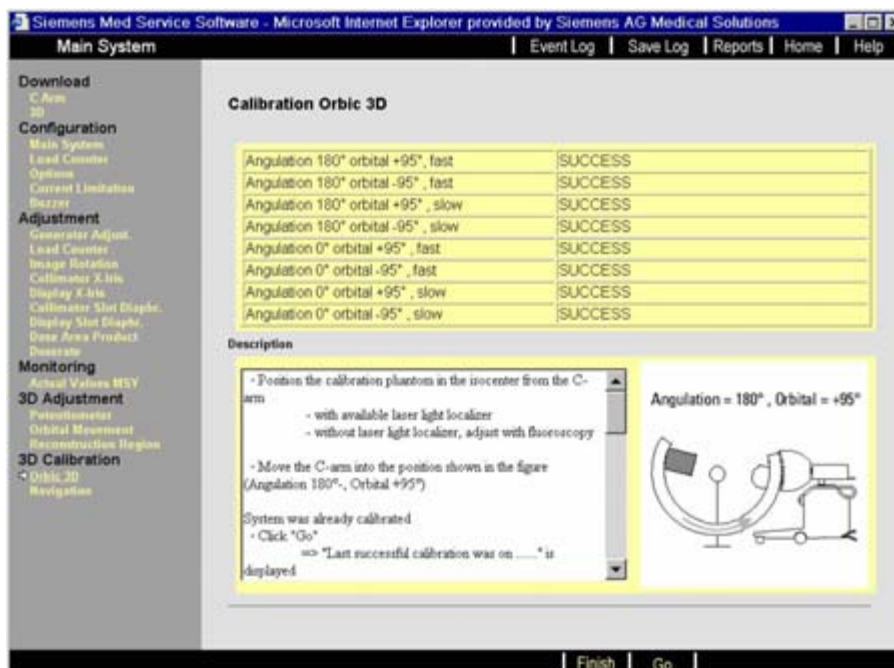 Siemens Med Service Software - Microsoft Internet Explorer provided by Siemens AG Medical Solutions
Main System
Event Log
Save Log
Reports
Home
Help
Download
C Arm
3D
Configuration
Main System
Load Counter
Options
Current Limitation
Buzzer
Adjustment
Generator Adjust.
Load Counter
Image Rotation
Collimator X-Iris
Display X-Iris
Collimator Slot Diaphr.
Display Slot Diaphr.
Dose Area Product
Doserate
Monitoring
Actual Values MSY
3D Adjustment
Potentiometer
Orbital Movement
Reconstruction Region
3D Calibration
Orbic 3D
Navigation
Calibration Orbic 3D
Angulation 180° orbital +95°, fast SUCCESS
Angulation 180° orbital -95° , fast SUCCESS
Angulation 180° orbital +95° , slow SUCCESS
Angulation 180° orbital -95° , slow SUCCESS
Angulation 0° orbital +95° , fast SUCCESS
Angulation 0° orbital -95° , fast SUCCESS
Angulation 0° orbital +95° , slow SUCCESS
Angulation 0° orbital -95° , slow SUCCESS
Description
- Position the calibration phantom in the isocenter from the C-
arm
- with available laser light localizer
- without laser light localizer, adjust with fluoroscopy
- Move the C-arm into the position shown in the figure
(Angulation 180°-, Orbital +95°)
System was already calibrated
- Click "Go"
=> "Last successful calibration was on ......" is
displayed
Angulation = 180° , Orbital = +95°
Finish
Go